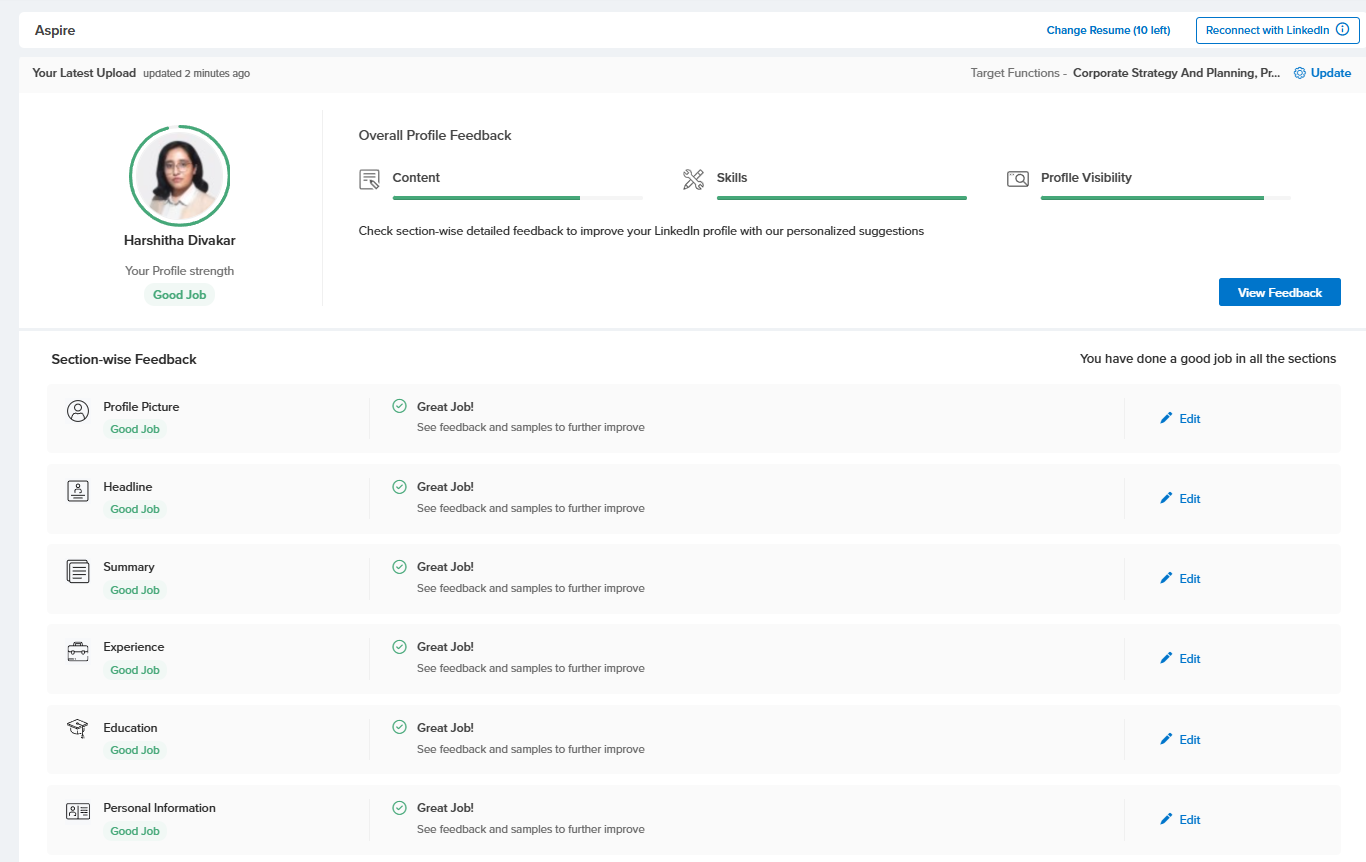 Aspire
Change Resume (10 left)
Reconnect with LinkedIn
Your Latest Upload updated 2 minutes ago
Target Functions - Corporate Strategy And Planning, Pr...
Update
Overall Profile Feedback
Content
Skills
Profile Visibility
Check section-wise detailed feedback to improve your LinkedIn profile with our personalized suggestions
Harshitha Divakar
Your Profile strength
Good Job
View Feedback
Section-wise Feedback
You have done a good job in all the sections
Profile Picture
Good Job
Great Job!
See feedback and samples to further improve
Edit
Headline
Good Job
Great Job!
See feedback and samples to further improve
Edit
Summary
Good Job
Great Job!
See feedback and samples to further improve
Edit
Experience
Good Job
Great Job!
See feedback and samples to further improve
Edit
Education
Good Job
Great Job!
See feedback and samples to further improve
Edit
Personal Information
Good Job
Great Job!
See feedback and samples to further improve
Edit